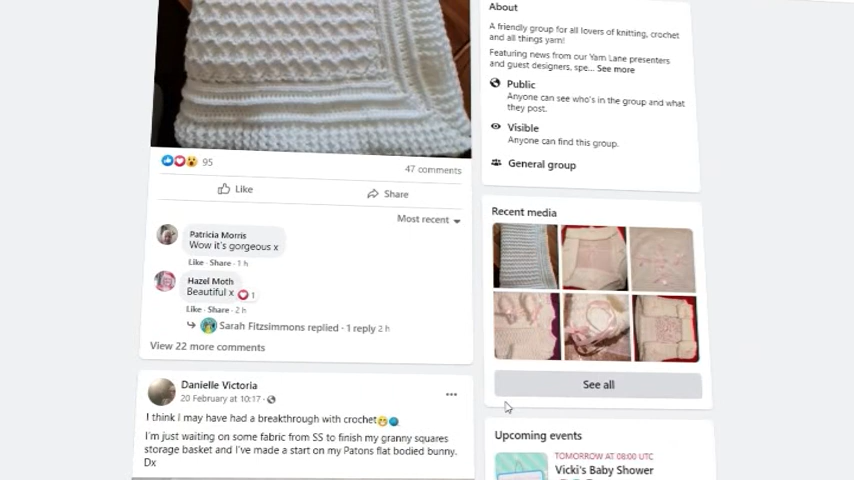 95
47 comments
Like
Share
Most recent
Patricia Morris
Wow it's gorgeous x
Like · Share · 1 h
Hazel Moth
Beautiful x
1
Like · Share · 2 h
Sarah Fitzsimmons replied · 1 reply 2 h
View 22 more comments
Danielle Victoria
20 February at 10:17 ·
I think I may have had a breakthrough with crochet
I'm just waiting on some fabric from SS to finish my granny squares
storage basket and I've made a start on my Patons flat bodied bunny.
Dx
About
A friendly group for all lovers of knitting, crochet
and all things yarn!
Featuring news from our Yarn Lane presenters
and guest designers, spe... See more
Public
Anyone can see who's in the group and what
they post.
Visible
Anyone can find this group.
General group
Recent media
See all
Upcoming events
TOMORROW AT 08:00 UTC
Vicki's Baby Shower